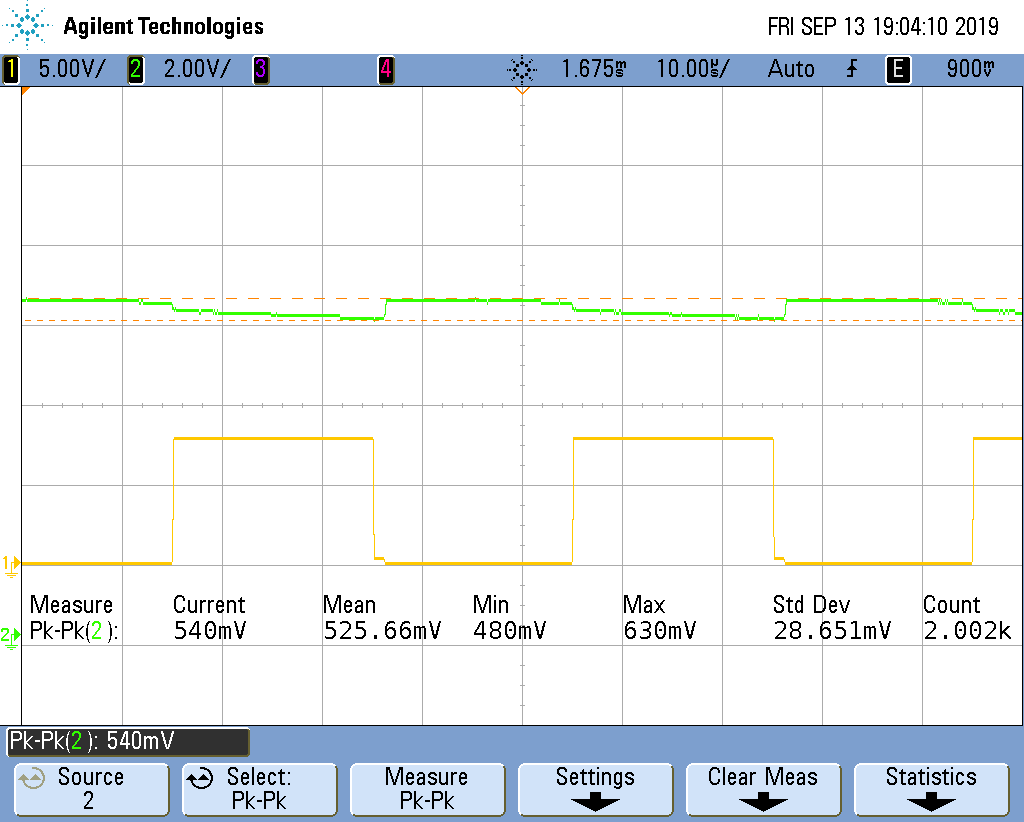 Agilent Technologies
FRI SEP 13 19:04:10 2019
1 5.00V/ 2 2.00V/ 3 4 1.675ms 10.00us/ Auto E 900mV
1
Measure Current Mean Min Max Std Dev Count
Pk-Pk(2): 540mV 525.66mV 480mV 630mV 28.651mV 2.002k
2
Pk-Pk(2): 540mV
Source Select: Measure Settings Clear Meas Statistics
2 Pk-Pk Pk-Pk